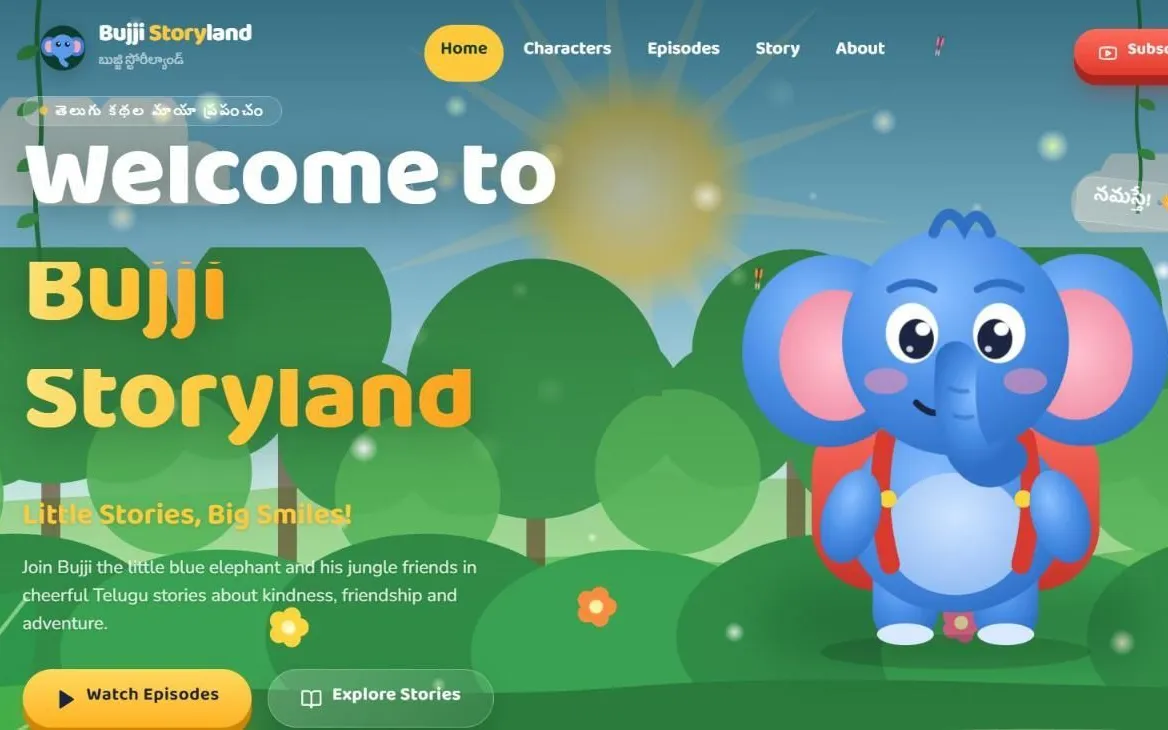 Bujji Storyland
బుజ్జి స్టోరీల్యాండ్
Home
Characters
Episodes
Story
About
తెలుగు కథల మాయా ప్రపంచం
Welcome to
Bujji
Storyland
నమస్తే!
Little Stories, Big Smiles!
Join Bujji the little blue elephant and his jungle friends in
cheerful Telugu stories about kindness, friendship and
adventure.
Watch Episodes
Explore Stories